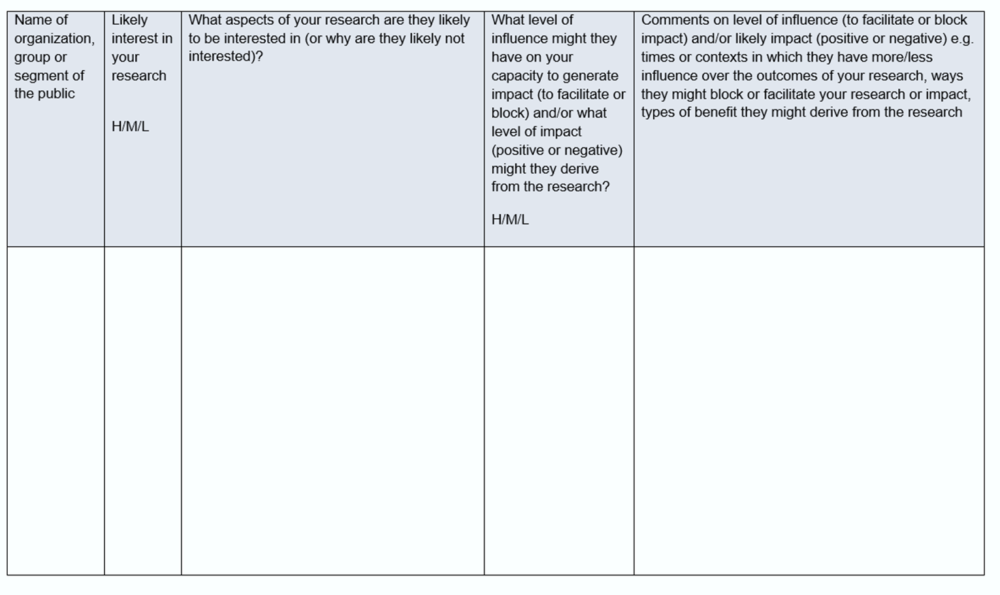 Name of
organization,
group or
segment of
the public
Likely
interest in
your
research
H/M/L
What aspects of your research are they likely
to be interested in (or why are they likely not
interested)?
What level of
influence might they
have on your
capacity to generate
impact (to facilitate or
block) and/or what
level of impact
(positive or negative)
might they derive
from the research?
H/M/L
Comments on level of influence (to facilitate or block
impact) and/or likely impact (positive or negative) e.g.
times or contexts in which they have more/less
influence over the outcomes of your research, ways
they might block or facilitate your research or impact,
types of benefit they might derive from the research